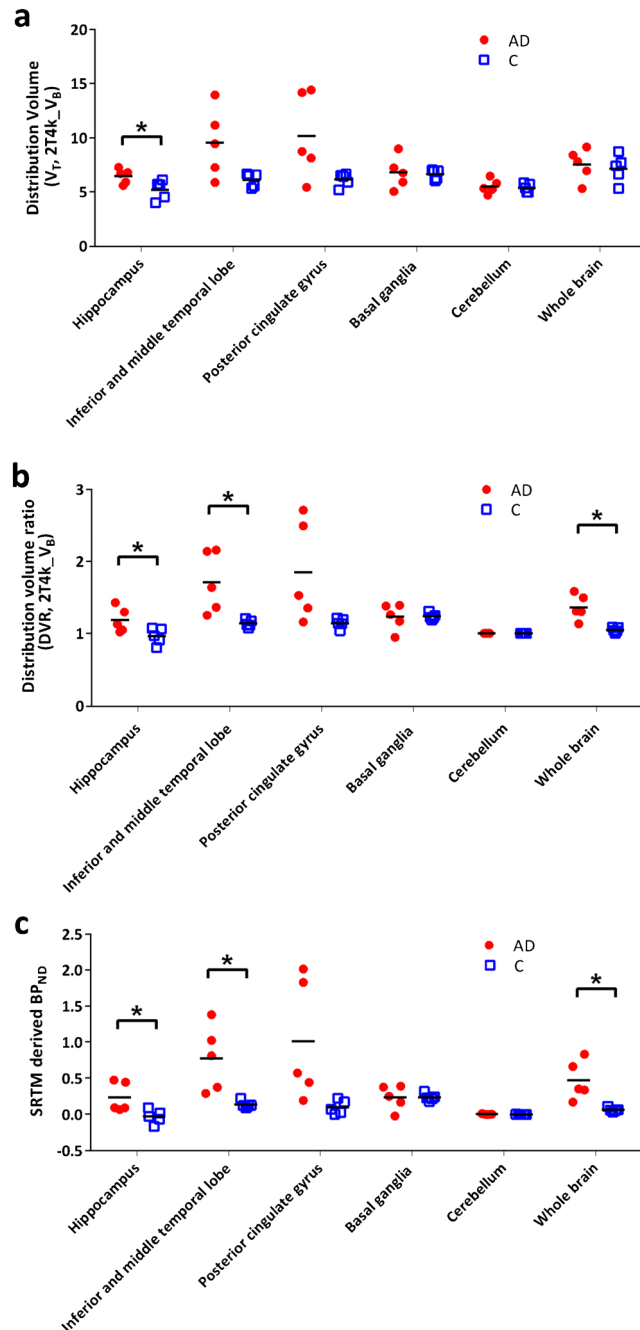 a
Distribution Volume
(V_T, 2T4k_V_B)
20
15
10
5
0
AD
C
*
Hippocampus
Inferior and middle temporal lobe
Posterior cingulate gyrus
Basal ganglia
Cerebellum
Whole brain
b
Distribution volume ratio
(DVR, 2T4k_V_B)
3
2
1
0
AD
C
*
*
*
Hippocampus
Inferior and middle temporal lobe
Posterior cingulate gyrus
Basal ganglia
Cerebellum
Whole brain
c
SRTM derived BP_ND
2.5
2.0
1.5
1.0
0.5
0.0
-0.5
AD
C
*
*
*
Hippocampus
Inferior and middle temporal lobe
Posterior cingulate gyrus
Basal ganglia
Cerebellum
Whole brain